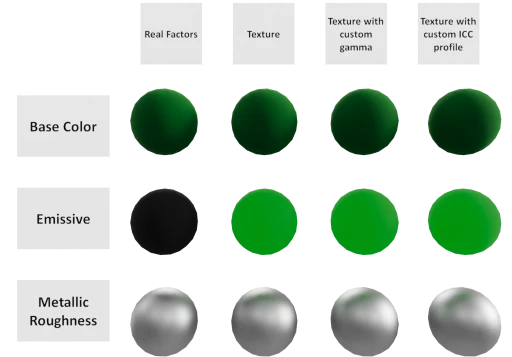 Real Factors
Texture
Texture with
custom
gamma
Texture with
custom ICC
profile
Base Color
Emissive
Metallic
Roughness